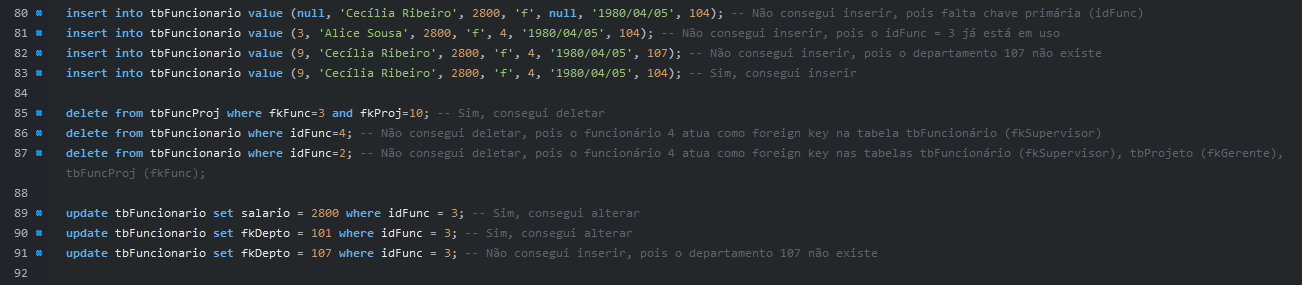 80 insert into tbFuncionario value (null, 'Cecília Ribeiro', 2800, 'f', null, '1980/04/05', 104); -- Não consegui inserir, pois falta chave primária (idFunc)
81 insert into tbFuncionario value (3, 'Alice Sousa', 2800, 'f', 4, '1980/04/05', 104); -- Não consegui inserir, pois o idFunc = 3 já está em uso
82 insert into tbFuncionario value (9, 'Cecília Ribeiro', 2800, 'f', 4, '1980/04/05', 107); -- Não consegui inserir, pois o departamento 107 não existe
83 insert into tbFuncionario value (9, 'Cecília Ribeiro', 2800, 'f', 4, '1980/04/05', 104); -- Sim, consegui inserir
84
85 delete from tbFuncProj where fkFunc=3 and fkProj=10; -- Sim, consegui deletar
86 delete from tbFuncionario where idFunc=4; -- Não consegui deletar, pois o funcionário 4 atua como foreign key na tabela tbFuncionário (fkSupervisor)
87 delete from tbFuncionario where idFunc=2; -- Não consegui deletar, pois o funcionário 4 atua como foreign key nas tabelas tbFuncionário (fkSupervisor), tbProjeto (fkGerente),
tbFuncProj (fkFunc);
88
89 update tbFuncionario set salario = 2800 where idFunc = 3; -- Sim, consegui alterar
90 update tbFuncionario set fkDepto = 101 where idFunc = 3; -- Sim, consegui alterar
91 update tbFuncionario set fkDepto = 107 where idFunc = 3; -- Não consegui inserir, pois o departamento 107 não existe
92